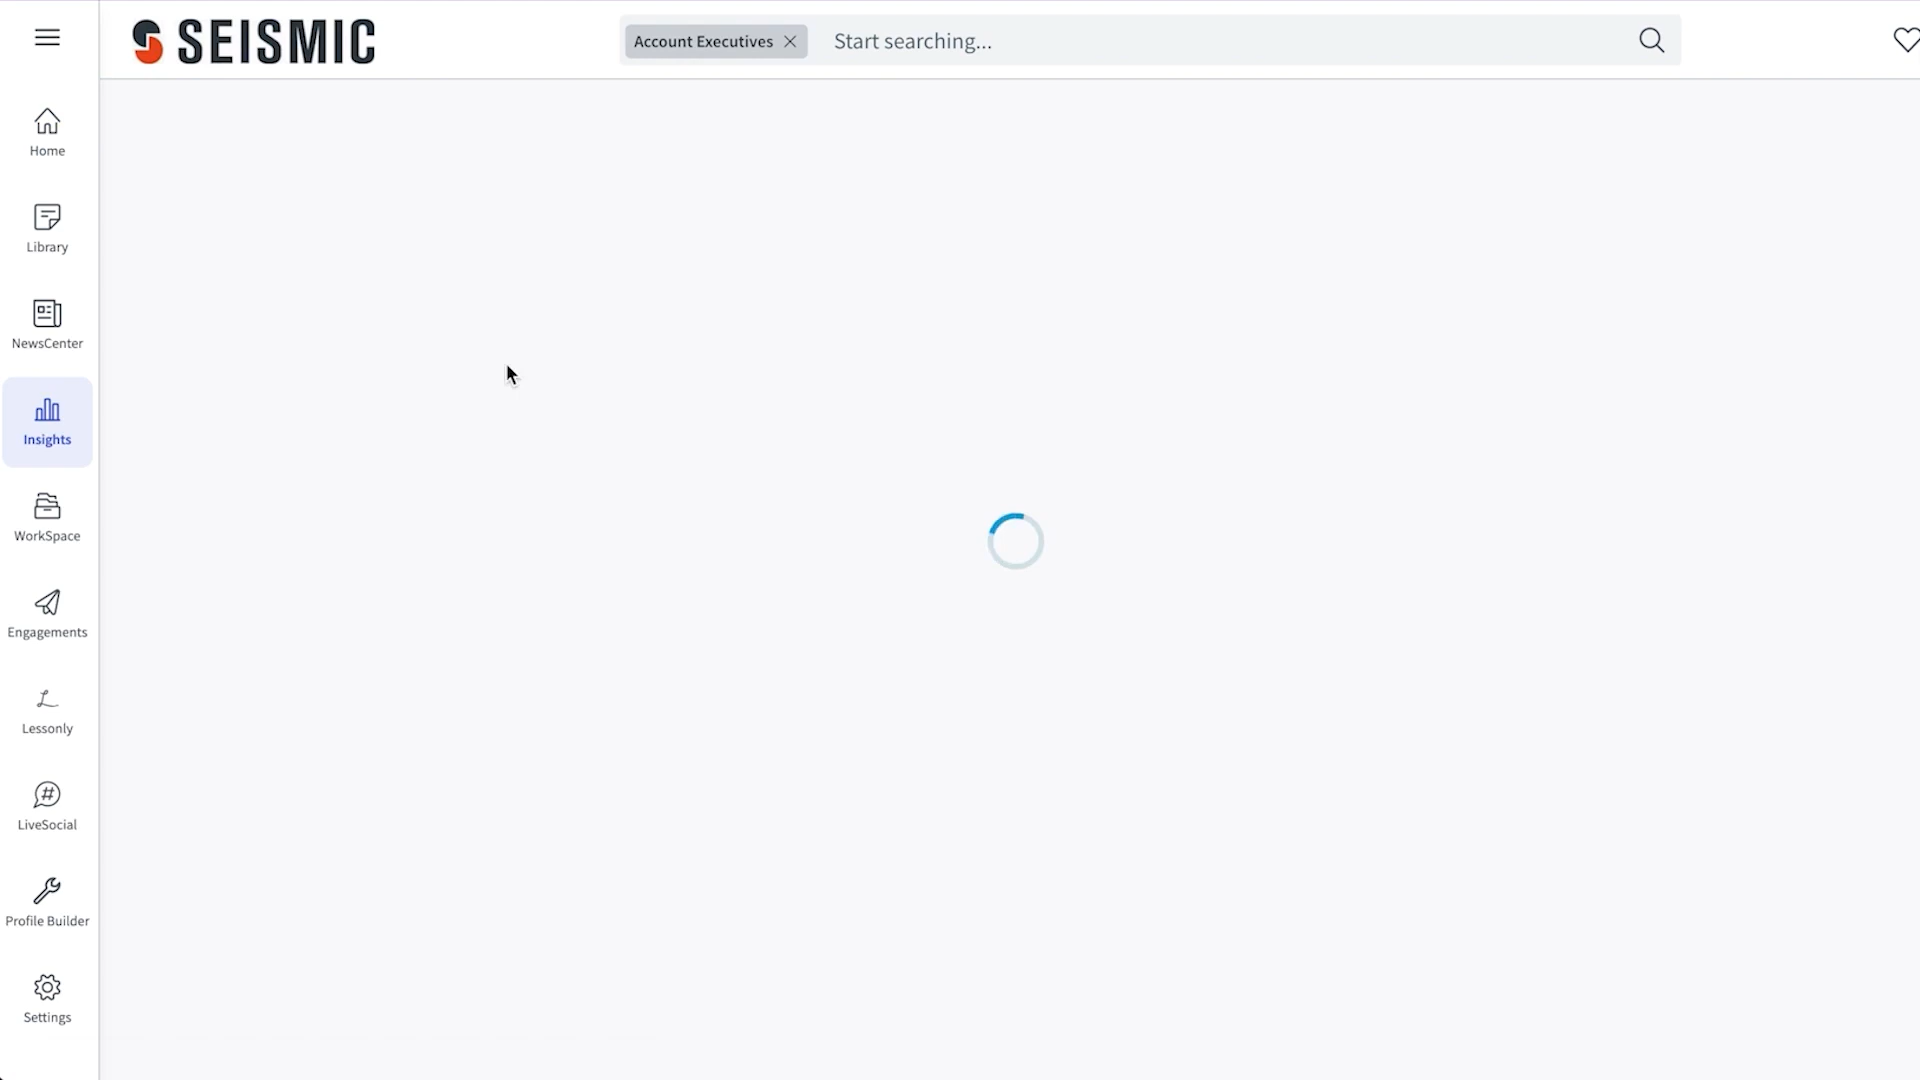 SEISMIC
Account Executives
Start searching...
Home
Library
NewsCenter
Insights
WorkSpace
Engagements
Lessonly
LiveSocial
Profile Builder
Settings